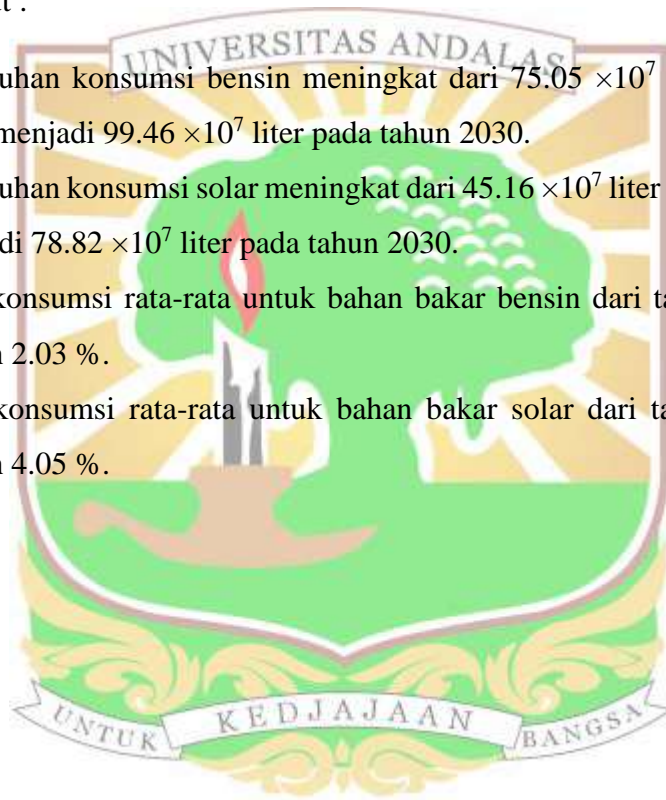 :
UNIVERSITAS ANDALAS
uhan konsumsi bensin meningkat dari 75.05 ×10⁷
menjadi 99.46 ×10⁷ liter pada tahun 2030.
uhan konsumsi solar meningkat dari 45.16 ×10⁷ liter
di 78.82 ×10⁷ liter pada tahun 2030.
konsumsi rata-rata untuk bahan bakar bensin dari ta
n 2.03 %.
konsumsi rata-rata untuk bahan bakar solar dari ta
n 4.05 %.
UNTUK KEDJAJAAN BANGSA